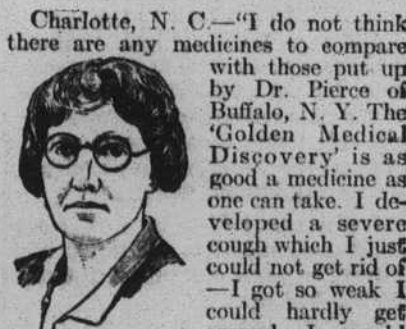 Charlotte, N. C.—"I do not think
there are any medicines to compare
with those put up
by Dr. Pierce of
Buffalo, N. Y. The
'Golden Medical
Discovery' is as
good a medicine as
one can take. I de-
veloped a severe
cough which I just
could not get rid of
—I got so weak I
could hardly get